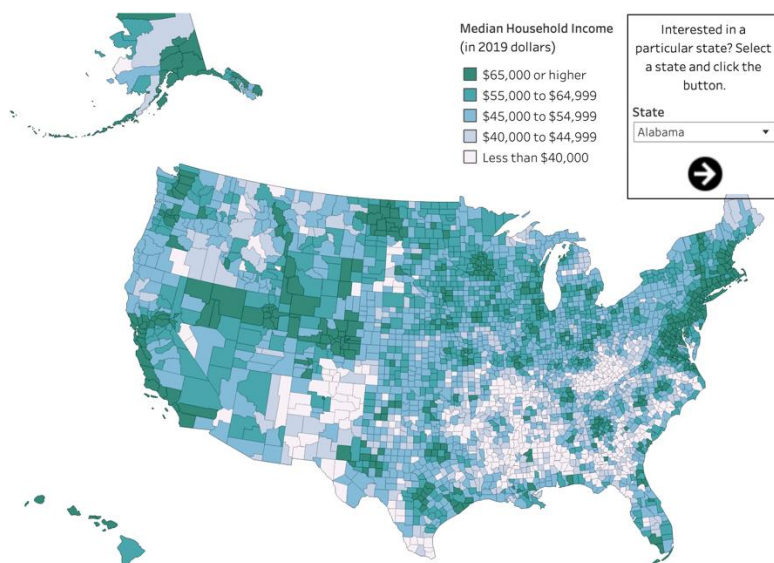 Median Household Income
(in 2019 dollars)
$65,000 or higher
$55,000 to $64,999
$45,000 to $54,999
$40,000 to $44,999
Less than $40,000
Interested in a
particular state? Select
a state and click the
button.
State
Alabama